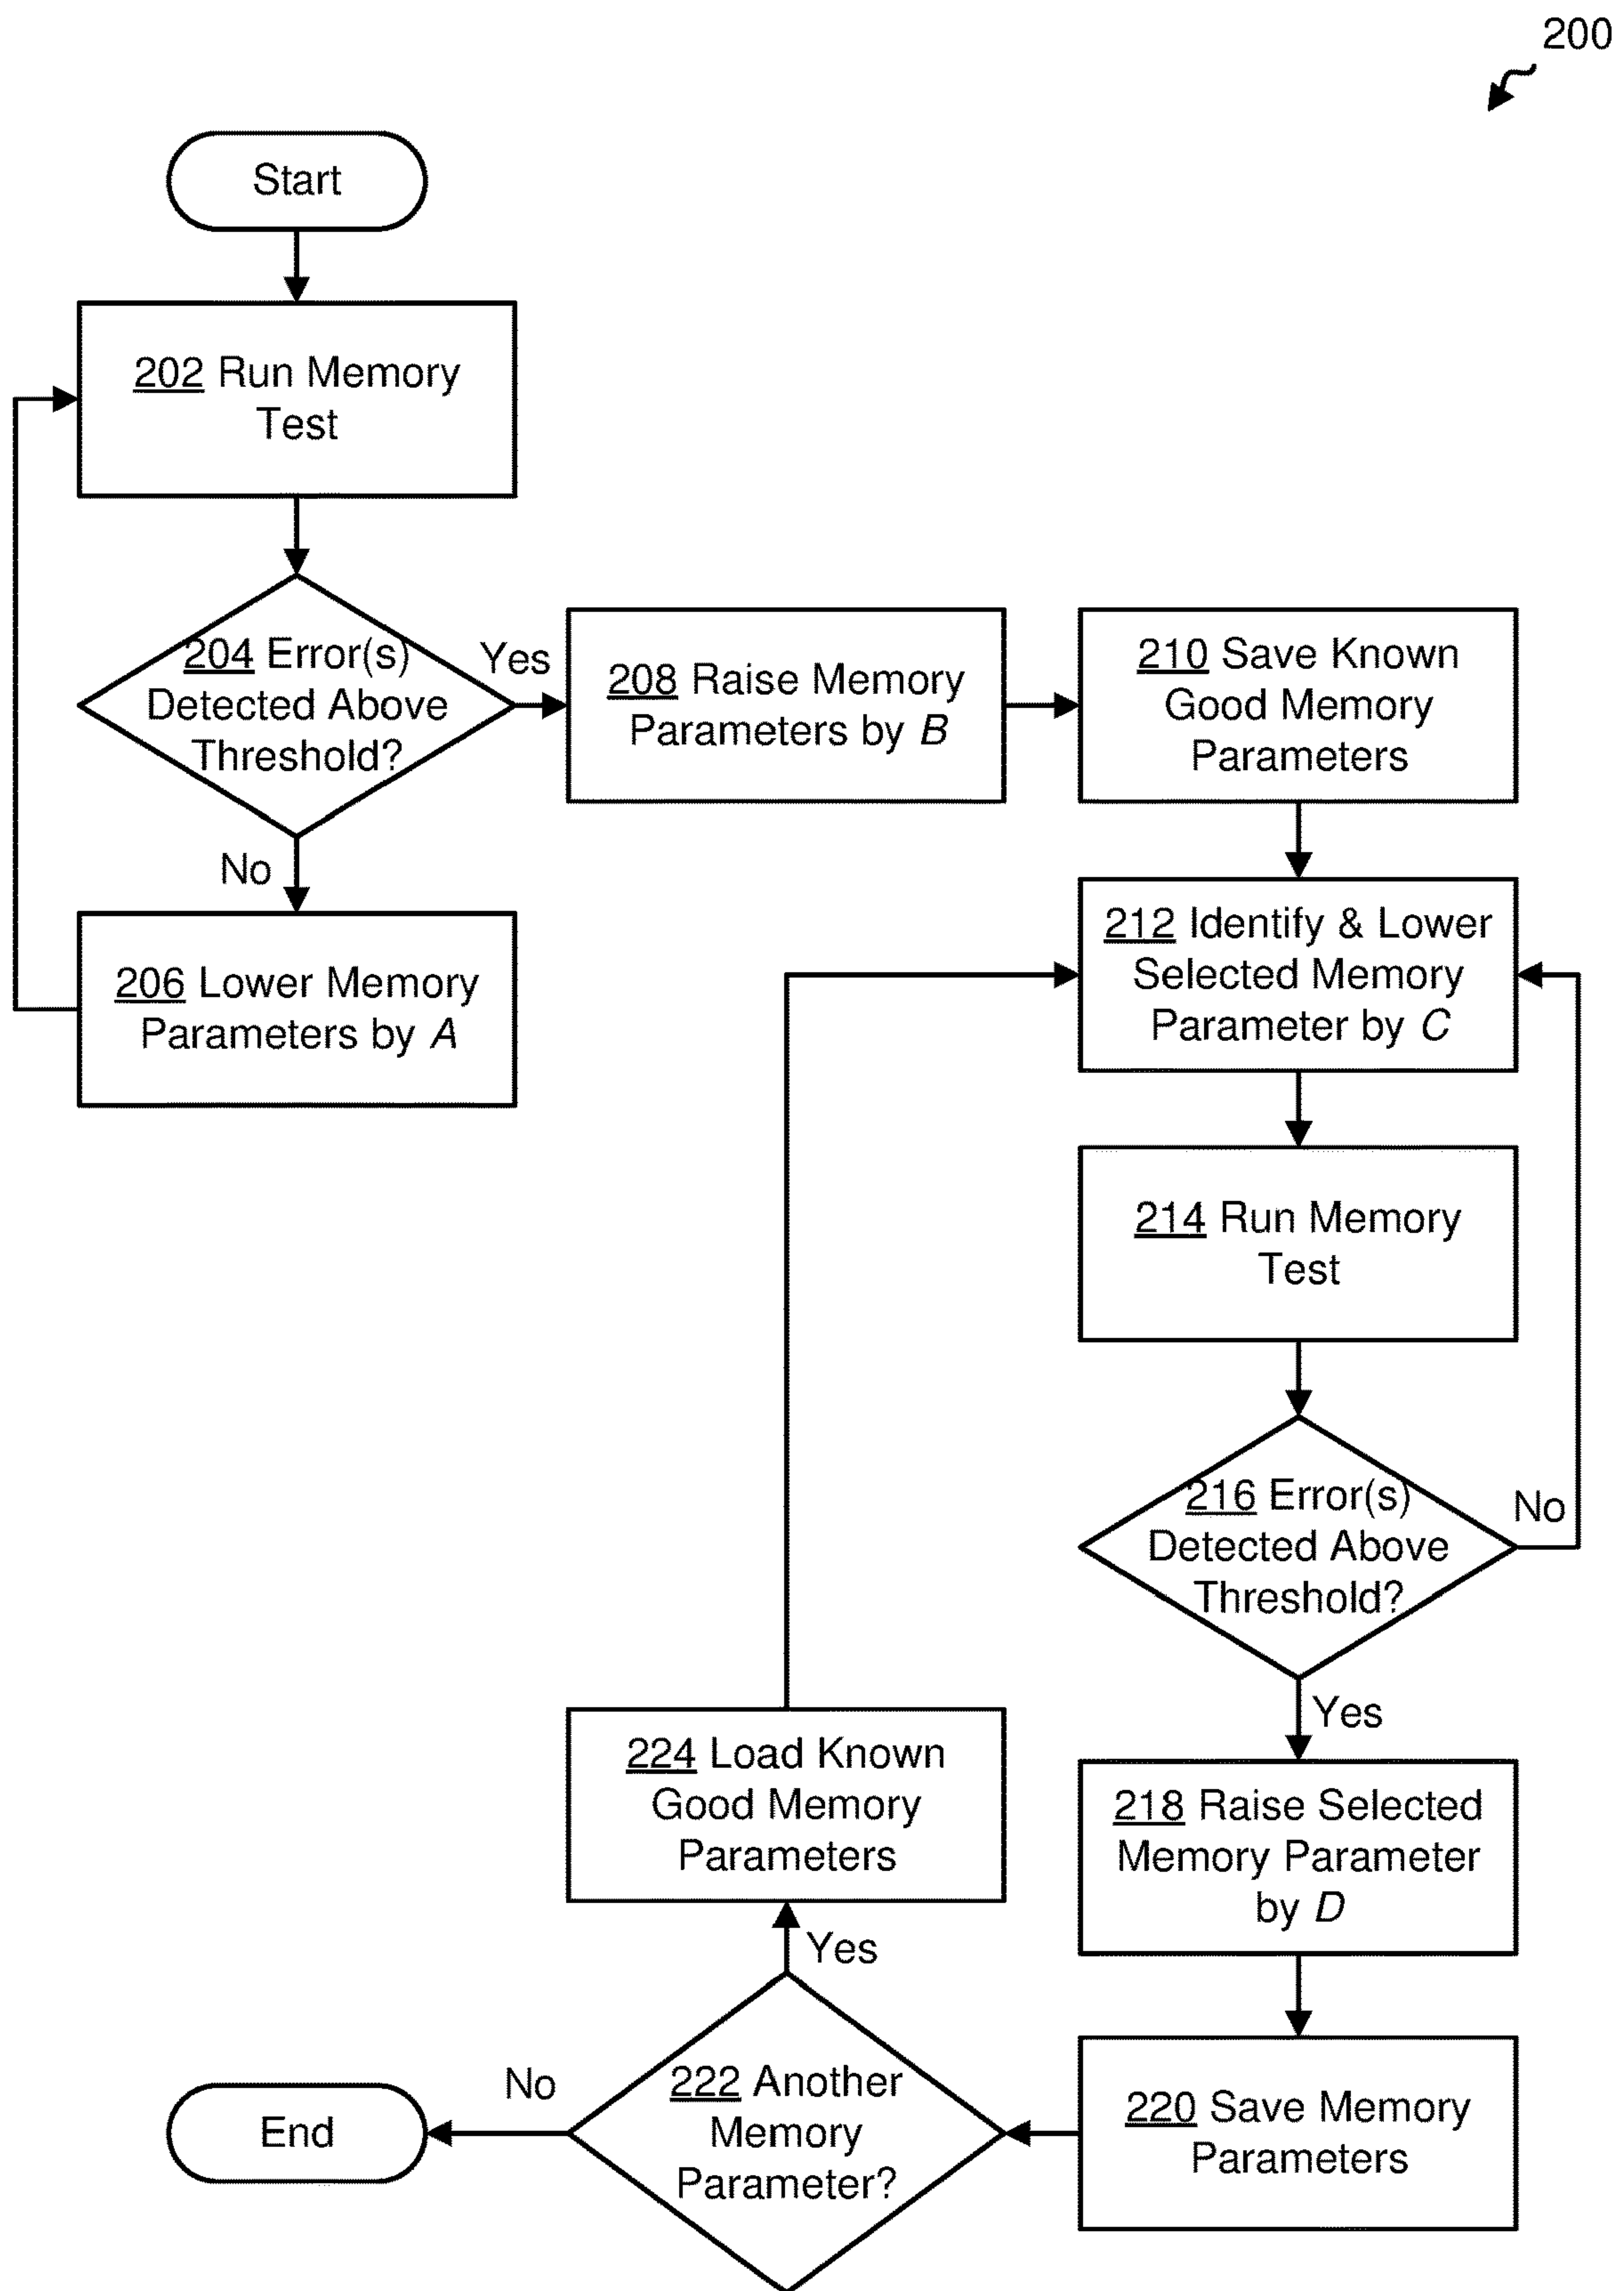 200
Start
202 Run Memory
Test
204 Error(s)
Detected Above
Threshold?
Yes
No
206 Lower Memory
Parameters by A
208 Raise Memory
Parameters by B
210 Save Known
Good Memory
Parameters
212 Identify & Lower
Selected Memory
Parameter by C
214 Run Memory
Test
216 Error(s)
Detected Above
Threshold?
No
Yes
218 Raise Selected
Memory Parameter
by D
220 Save Memory
Parameters
222 Another
Memory
Parameter?
Yes
224 Load Known
Good Memory
Parameters
No
End